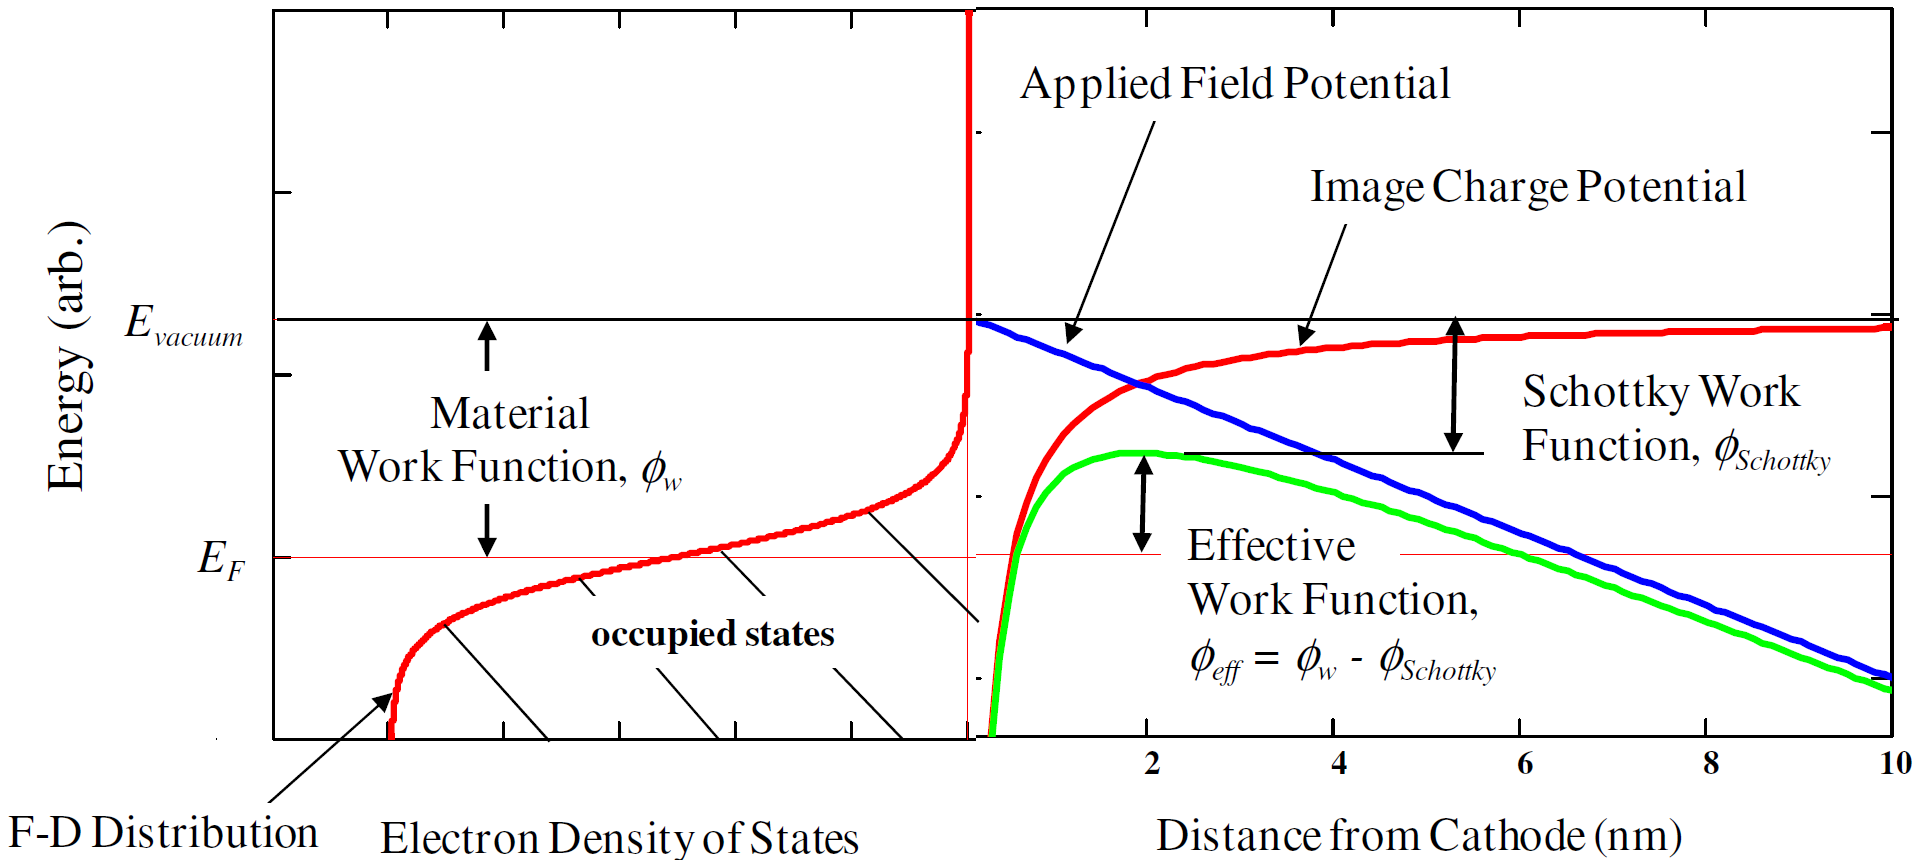 Applied Field Potential
Image Charge Potential
Energy (arb.)
E_vacuum
Material
Work Function, ϕ_w
Schottky Work
Function, ϕ_Schottky
E_F
Effective
Work Function,
ϕ_eff = ϕ_w - ϕ_Schottky
occupied states
2 4 6 8 10
F-D Distribution
Electron Density of States
Distance from Cathode (nm)